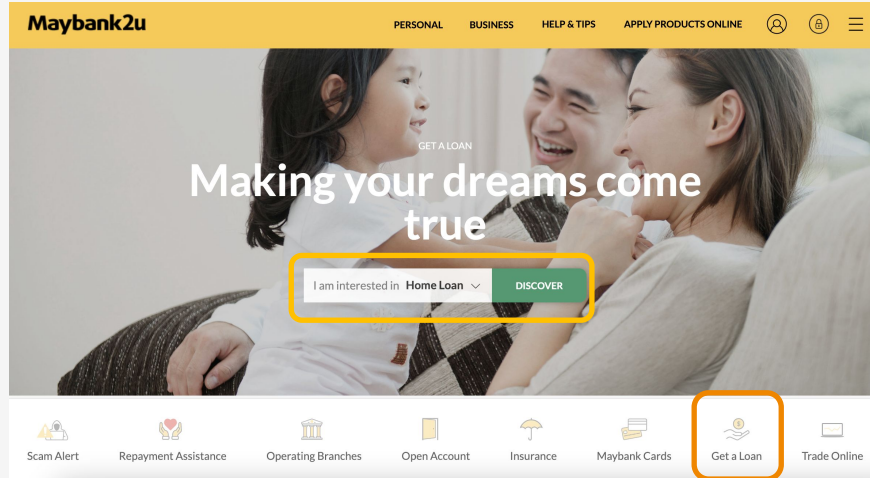 Maybank2u
PERSONAL BUSINESS HELP & TIPS APPLY PRODUCTS ONLINE
GET A LOAN
Making your dreams come
true
I am interested in Home Loan DISCOVER
Scam Alert Repayment Assistance Operating Branches Open Account Insurance Maybank Cards Get a Loan Trade Online